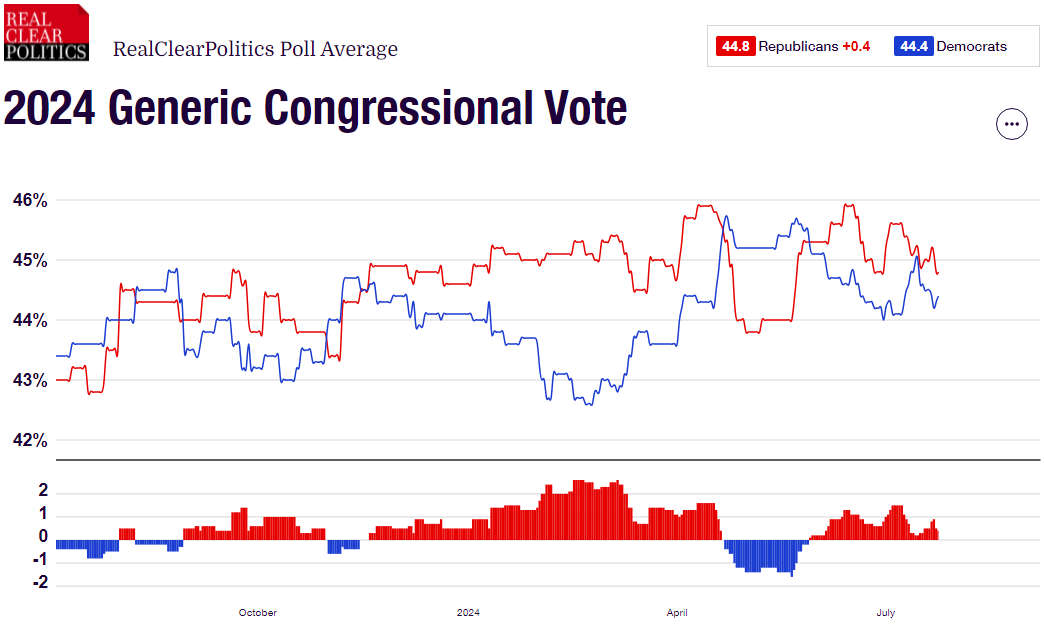 REAL
CLEAR
POLITICS
RealClearPolitics Poll Average
44.8 Republicans +0.4 44.4 Democrats
2024 Generic Congressional Vote
46%
45%
44%
43%
42%
2
1
0
-1
-2
October 2024 April July